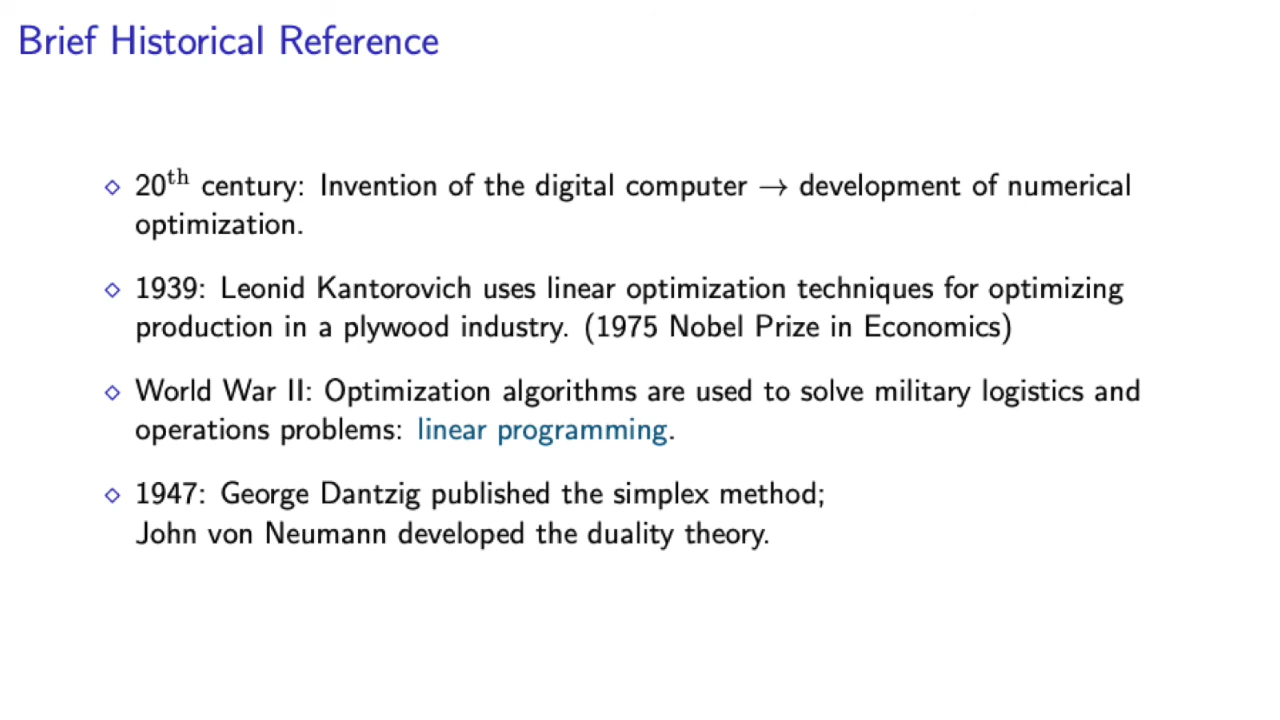 Brief Historical Reference
⋄ 20th century: Invention of the digital computer → development of numerical
optimization.
⋄ 1939: Leonid Kantorovich uses linear optimization techniques for optimizing
production in a plywood industry. (1975 Nobel Prize in Economics)
⋄ World War II: Optimization algorithms are used to solve military logistics and
operations problems: linear programming.
⋄ 1947: George Dantzig published the simplex method;
John von Neumann developed the duality theory.